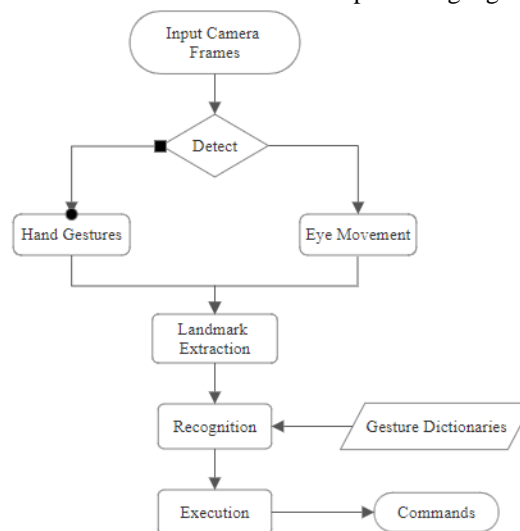 Input Camera
Frames
Detect
Hand Gestures
Eye Movement
Landmark
Extraction
Recognition
Gesture Dictionaries
Execution
Commands